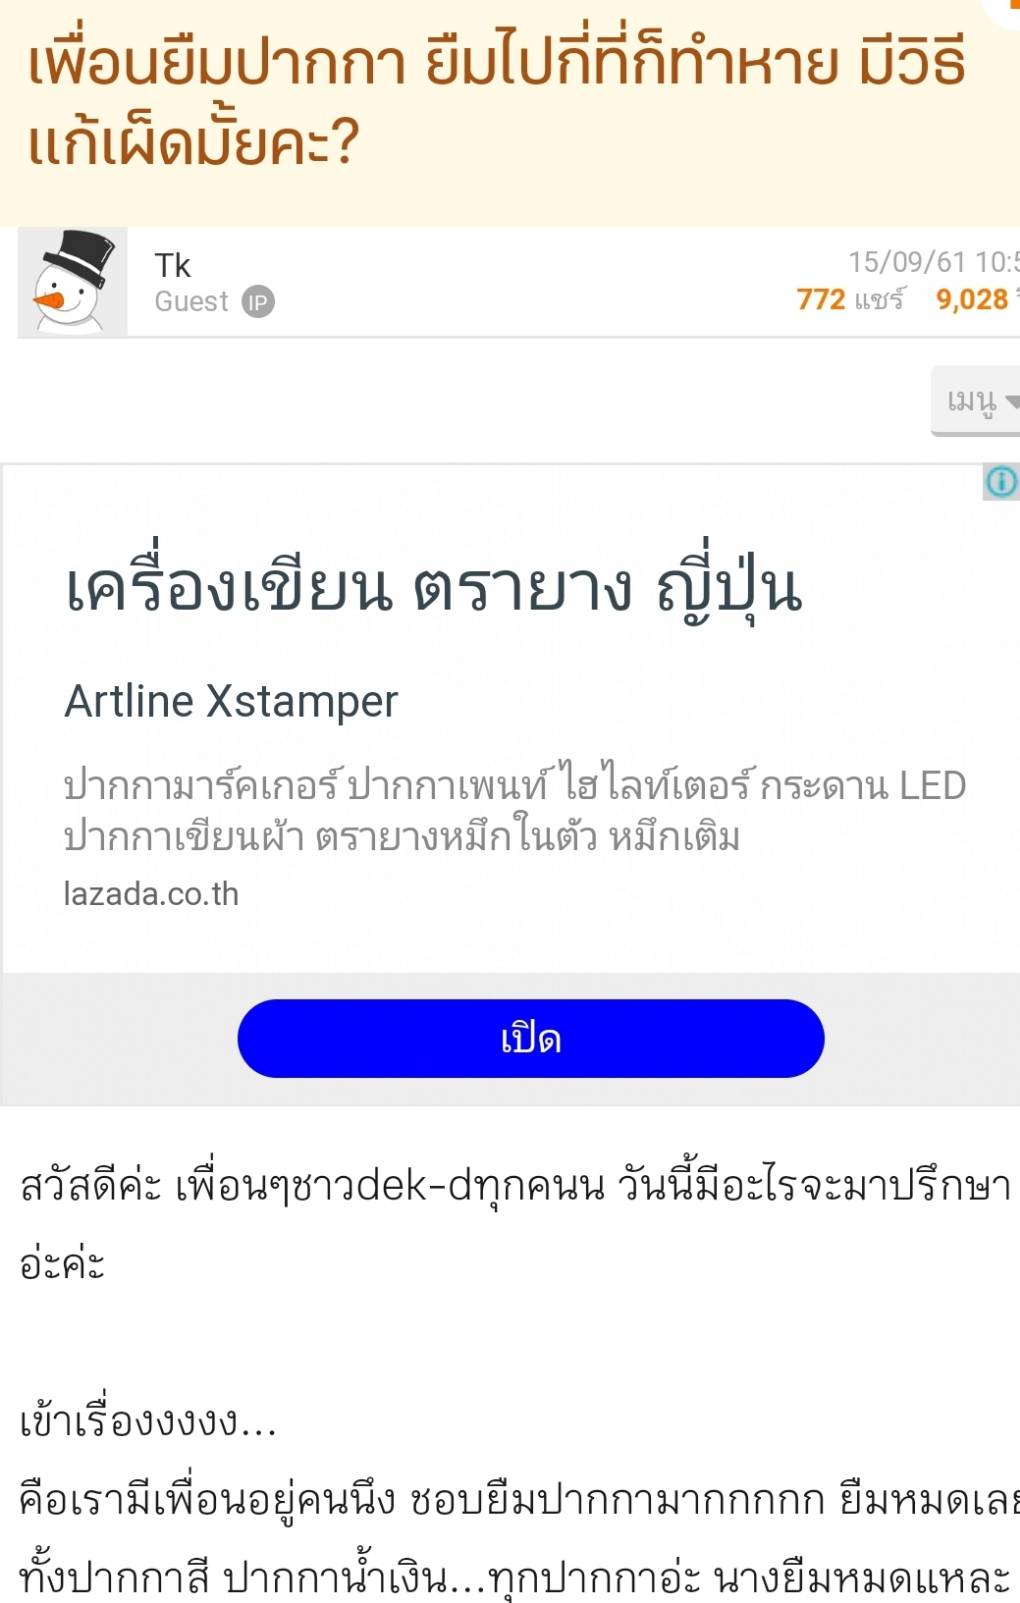 เพื่อนยืมปากกา ยืมไปกี่ที่ก็ทำหาย มีวิธี
แก้เผ็ดมั้ยคะ?
Tk
15/09/61 10:5
Guest IP
772 แชร์ 9,028
เมนู
เครื่องเขียน ตรายาง ญี่ปุ่น
Artline Xstamper
ปากกามาร์คเกอร์ ปากกาเพนท์ ไฮไลท์เตอร์ กระดาน LED
ปากกาเขียนผ้า ตรายางหมึกในตัว หมึกเติม
lazada.co.th
เปิด
สวัสดีค่ะ เพื่อนๆชาวdek-dทุกคนน วันนี้มีอะไรจะมาปรึกษา
อ่ะค่ะ
เข้าเรื่องงงงง...
คือเรามีเพื่อนอยู่คนนึง ชอบยืมปากกามากกกกก ยืมหมดเลย
ทั้งปากกาสี ปากกาน้ำเงิน...ทุกปากกาอ่ะ นางยืมหมดแหละ